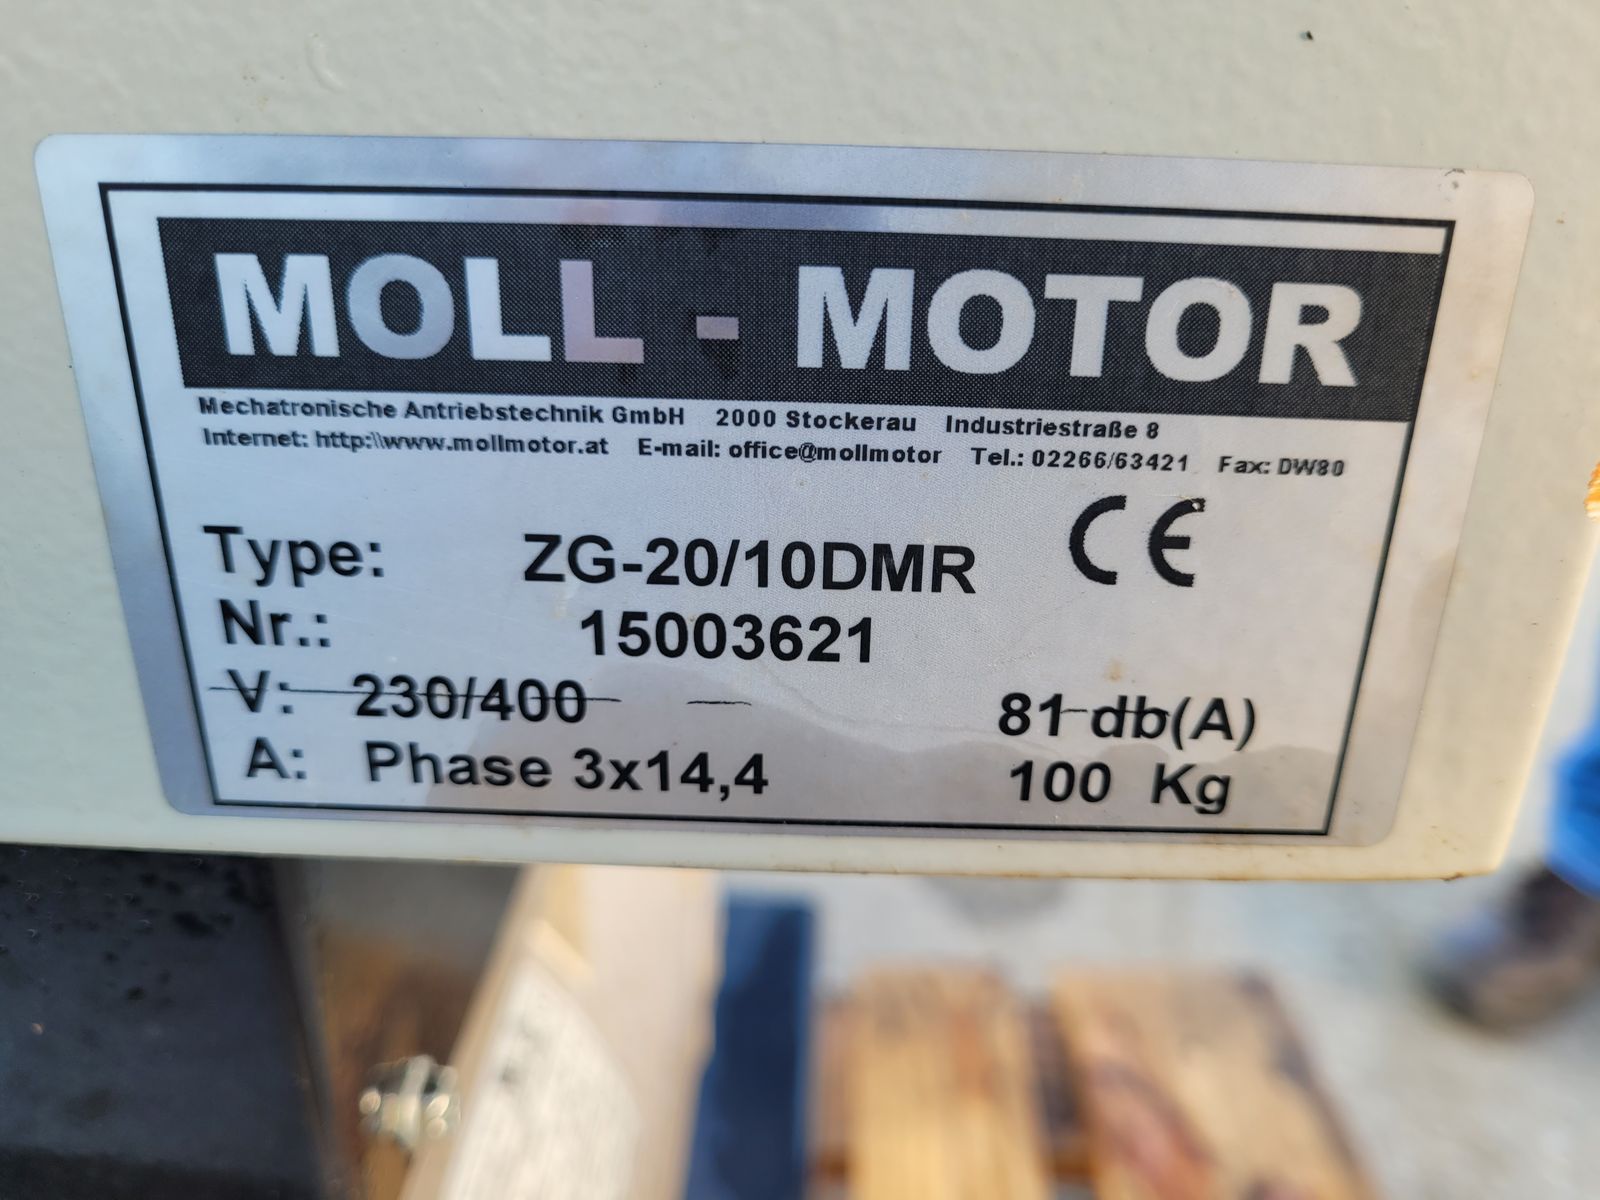 MOLL - MOTOR
Mechatronische Antriebstechnik GmbH 2000 Stockerau Industriestraße 8
Internet: http:\\www.mollmotor.at E-mail: office@mollmotor Tel.: 02266/63421 Fax: DW80
Type: ZG-20/10DMR CE
Nr.: 15003621
V: 230/400 81 db(A)
A: Phase 3x14,4 100 Kg